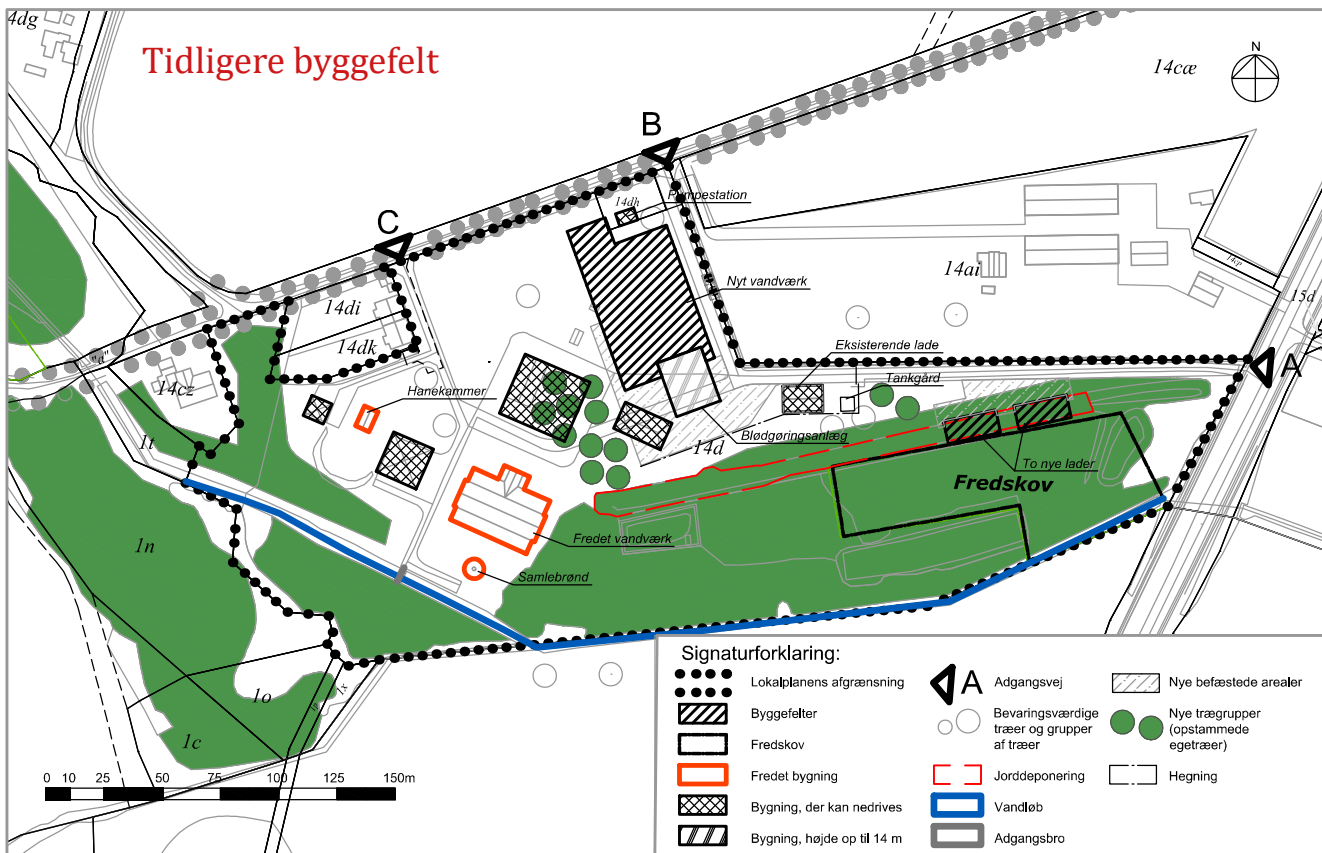 Tidligere byggefelt
4dg
14cæ
N
B
Pumpestation
14dh
C
14di
14dk
Nyt vandværk
14ai
14cp
15d
"a"
14cz
Hanekammer
Eksisterende lade
Tankgård
A
1t
14d
Blødgøringsanlæg
To nye lader
Fredskov
1n
Fredet vandværk
Samlebrønd
1o
1x
1c
0 10 25 50 75 100 125 150m
Signaturforklaring:
Lokalplanens afgrænsning
Byggefelter
Fredskov
Fredet bygning
Bygning, der kan nedrives
Bygning, højde op til 14 m
A Adgangsvej
Bevaringsværdige
træer og grupper
af træer
Jorddeponering
Vandløb
Adgangsbro
Nye befæstede arealer
Nye trægrupper
(opstammede
egetræer)
Hegning